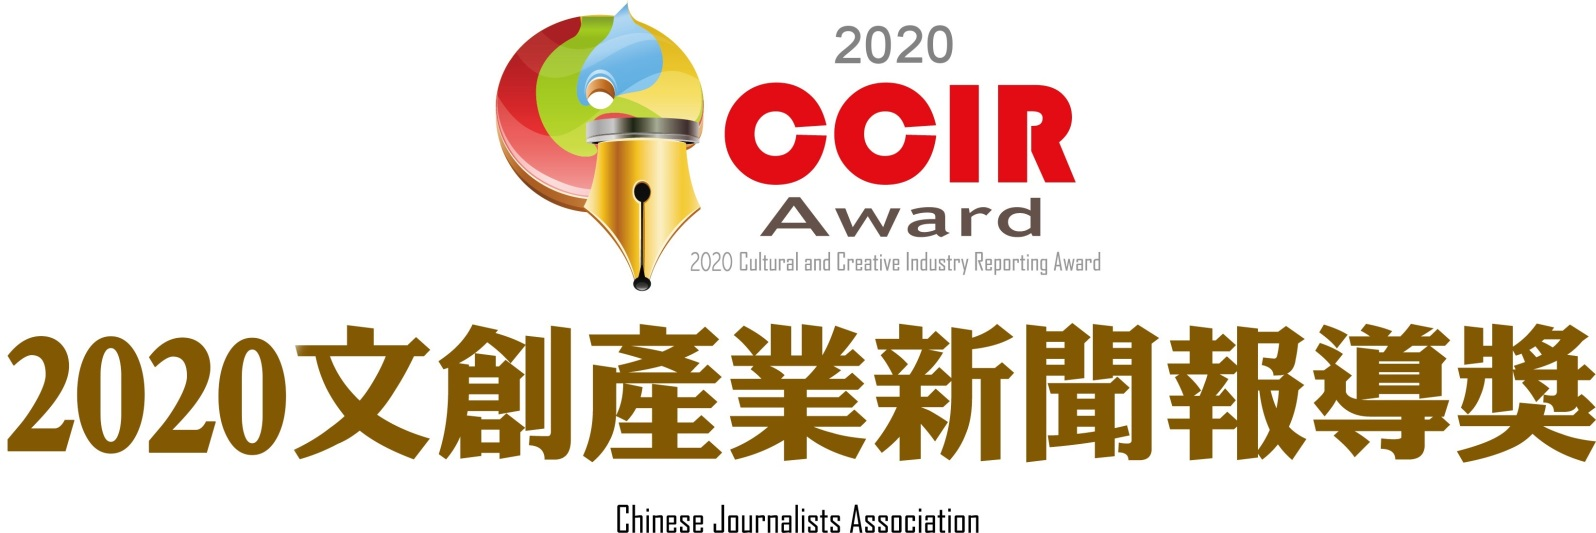 2020
CCIR
Award
2020 Cultural and Creative Industry Reporting Award
2020文創產業新聞報導獎
Chinese Journalists Association